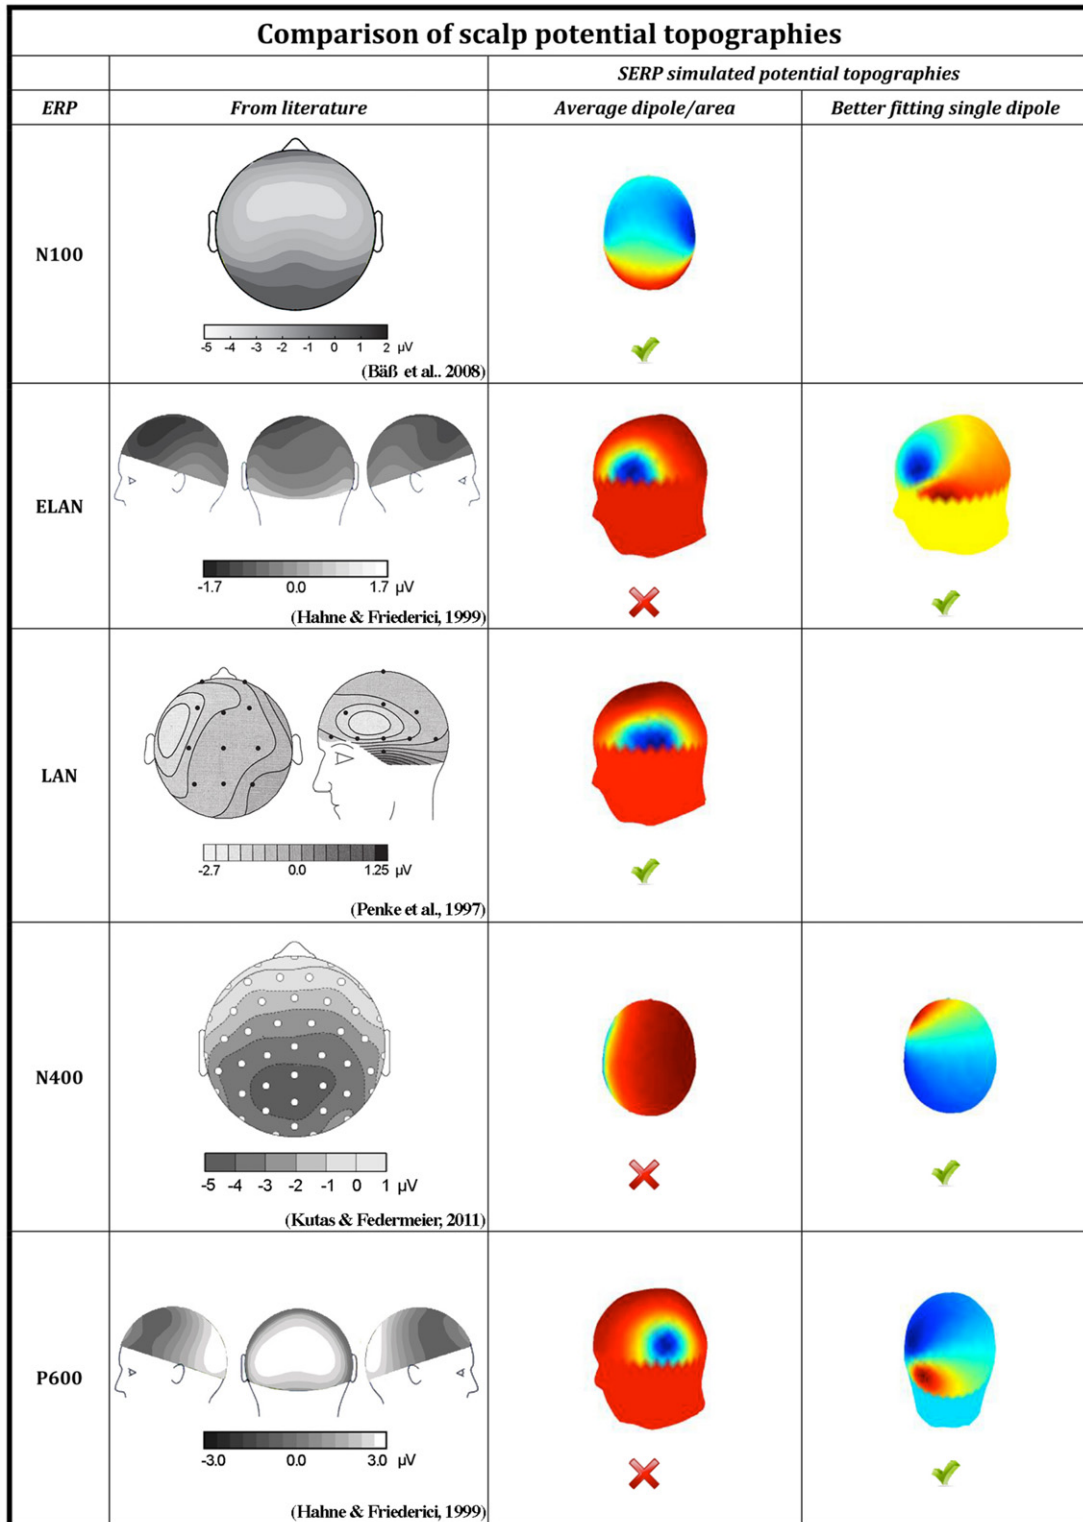 Comparison of scalp potential topographies
SERP simulated potential topographies
ERP From literature Average dipole/area Better fitting single dipole
N100
-5 -4 -3 -2 -1 0 1 2 µV
(Bäß et al.. 2008)
ELAN
-1.7 0.0 1.7 µV
(Hahne & Friederici, 1999)
LAN
-2.7 0.0 1.25 µV
(Penke et al., 1997)
N400
-5 -4 -3 -2 -1 0 1 µV
(Kutas & Federmeier, 2011)
P600
-3.0 0.0 3.0 µV
(Hahne & Friederici, 1999)